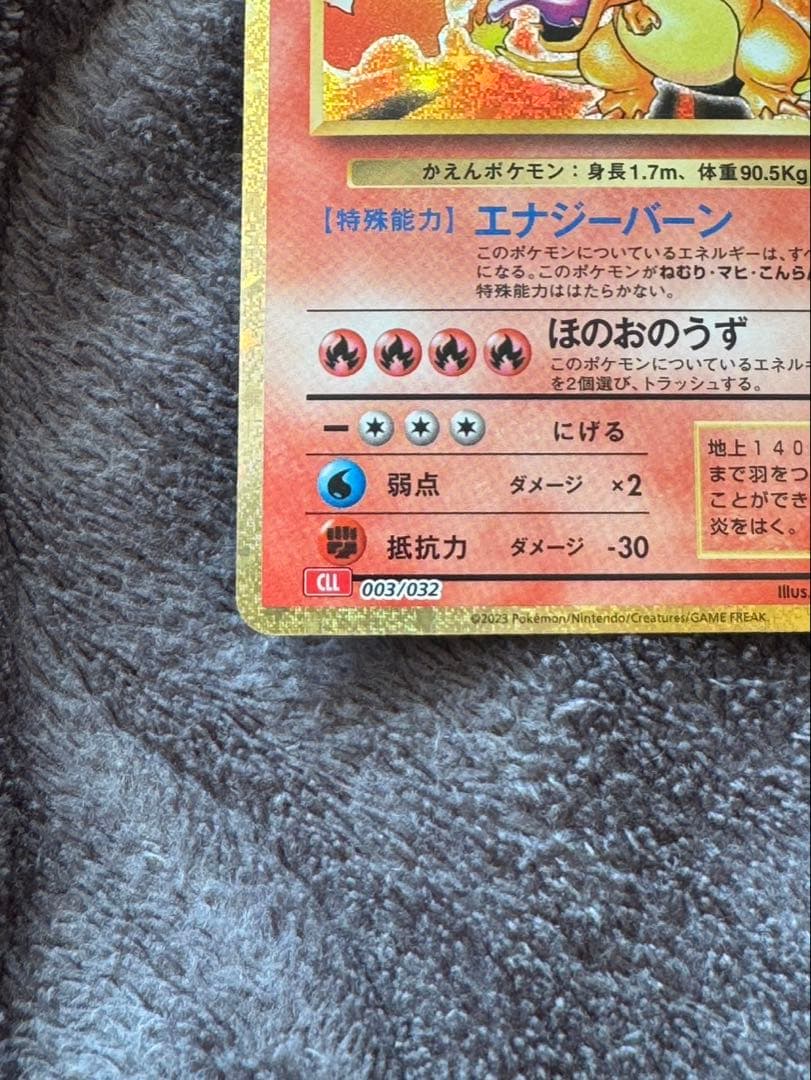 かえんポケモン：身長1.7m、体重90.5Kg
【特殊能力】 エナジーバーン
このポケモンについているエネルギーは、すべ
になる。このポケモンがねむり・マヒ・こんらん
特殊能力ははたらかない。
ほのおのうず
このポケモンについているエネルギ
を2個選び、トラッシュする。
にげる
弱点 ダメージ ×2
抵抗力 ダメージ -30
地上１４０
まで羽をつ
ことができ
炎をはく。
CLL 003/032
Illus.
©2023 Pokémon/Nintendo/Creatures/GAME FREAK.